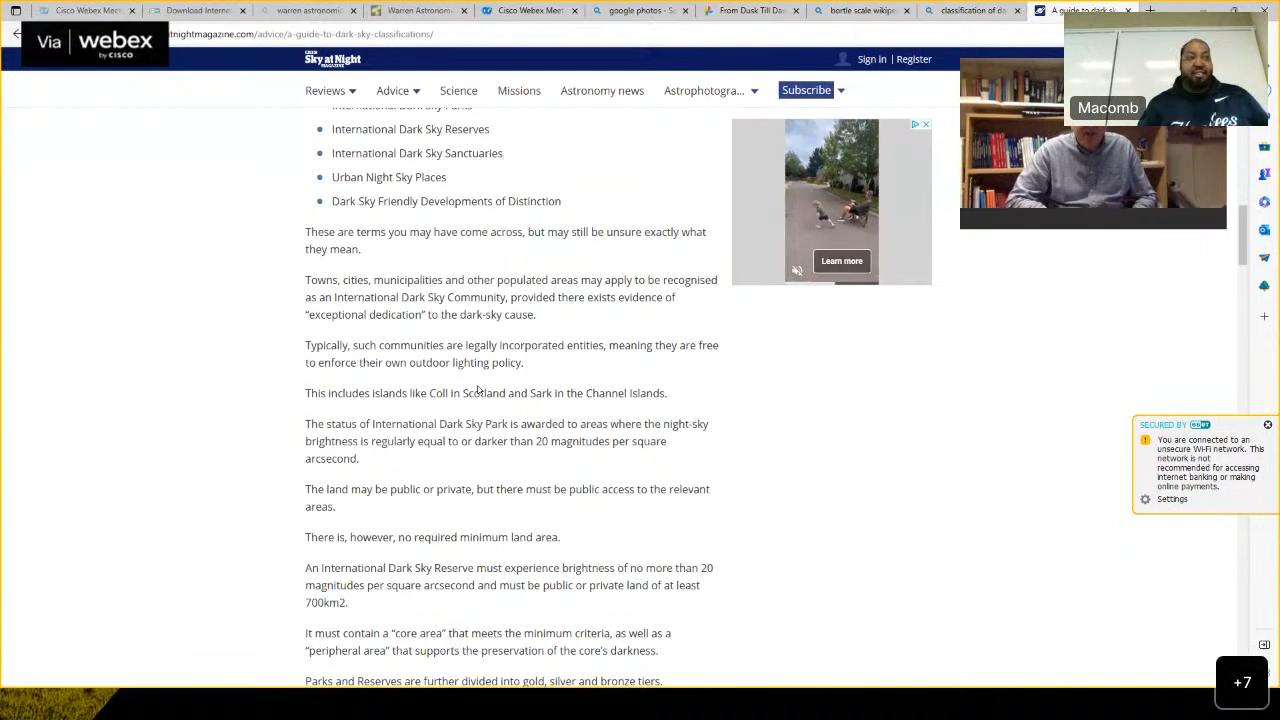 Cisco Webex Meet
Download Interne
warren astronomic
Warren Astronom
Cisco Webex Meet
google photos - S
From Dusk Till Daw
bortle scale wikipe
classification of da
A guide to dark sk
Via webex
by CISCO
itnightmagazine.com/advice/a-guide-to-dark-sky-classifications/
BBC
Sky at Night
MAGAZINE
Sign in | Register
Reviews
Advice
Science
Missions
Astronomy news
Astrophotogra...
Subscribe
Macomb
International Dark Sky Parks
International Dark Sky Reserves
International Dark Sky Sanctuaries
Urban Night Sky Places
Dark Sky Friendly Developments of Distinction
These are terms you may have come across, but may still be unsure exactly what
they mean.
Learn more
Towns, cities, municipalities and other populated areas may apply to be recognised
as an International Dark Sky Community, provided there exists evidence of
“exceptional dedication” to the dark-sky cause.
Typically, such communities are legally incorporated entities, meaning they are free
to enforce their own outdoor lighting policy.
This includes islands like Coll in Scotland and Sark in the Channel Islands.
The status of International Dark Sky Park is awarded to areas where the night-sky
brightness is regularly equal to or darker than 20 magnitudes per square
arcsecond.
The land may be public or private, but there must be public access to the relevant
areas.
There is, however, no required minimum land area.
An International Dark Sky Reserve must experience brightness of no more than 20
magnitudes per square arcsecond and must be public or private land of at least
700km2.
It must contain a “core area” that meets the minimum criteria, as well as a
“peripheral area” that supports the preservation of the core’s darkness.
Parks and Reserves are further divided into gold, silver and bronze tiers.
SECURED BY eset
You are connected to an
unsecure Wi-Fi network. This
network is not
recommended for accessing
internet banking or making
online payments.
Settings
+7